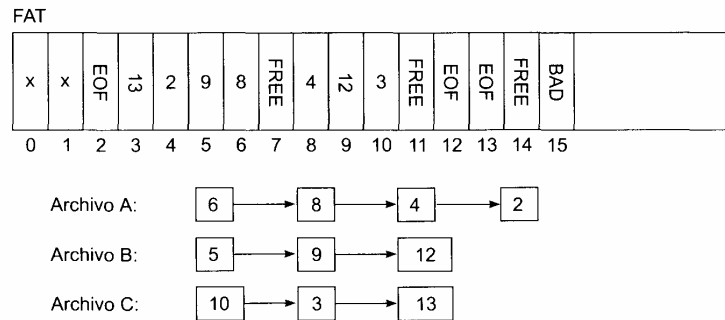 FAT
x x EOF 13 2 9 8 FREE 4 12 3 FREE EOF EOF FREE BAD
0 1 2 3 4 5 6 7 8 9 10 11 12 13 14 15
Archivo A: 6 8 4 2
Archivo B: 5 9 12
Archivo C: 10 3 13